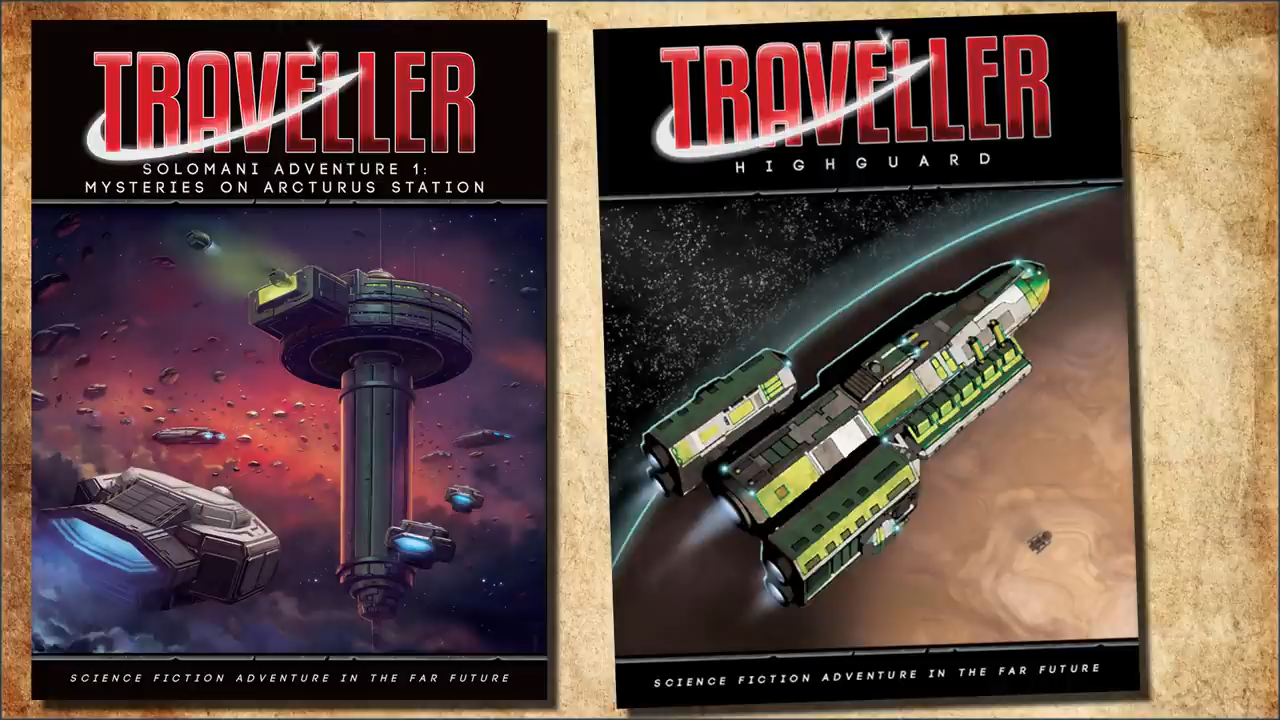 TRAVELLER
SOLOMANI ADVENTURE 1:
MYSTERIES ON ARCTURUS STATION
SCIENCE FICTION ADVENTURE IN THE FAR FUTURE
TRAVELLER
HIGHGUARD
SCIENCE FICTION ADVENTURE IN THE FAR FUTURE